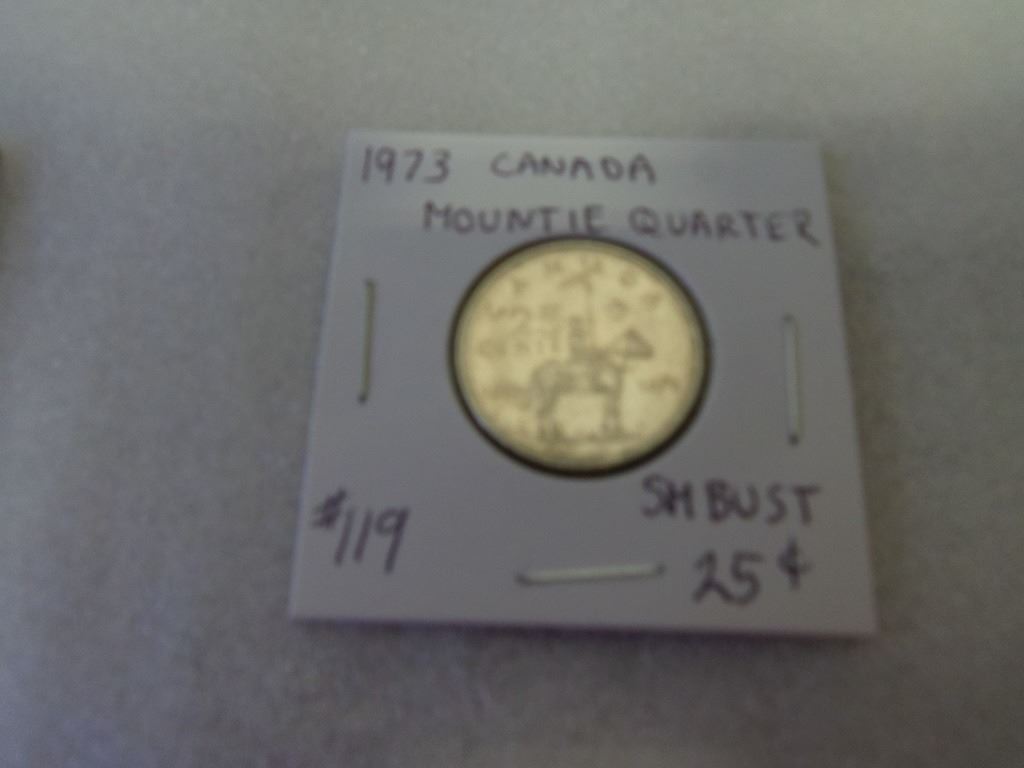 1973 CANADA
MOUNTIE QUARTER
SM BUST
#119
25¢